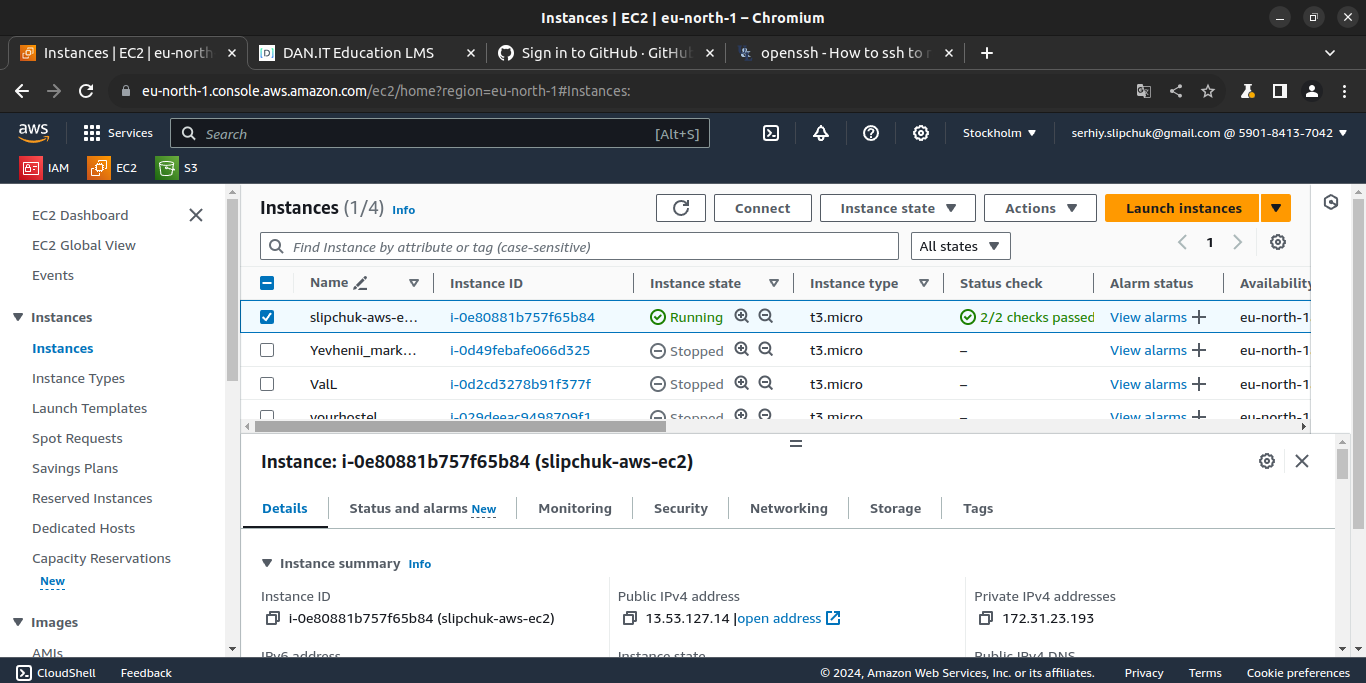 Instances | EC2 | eu-north-1 – Chromium
Instances | EC2 | eu-north
DAN.IT Education LMS
Sign in to GitHub · GitHub
openssh - How to ssh to
eu-north-1.console.aws.amazon.com/ec2/home?region=eu-north-1#Instances:
aws
Services
Search
[Alt+S]
Stockholm
serhiy.slipchuk@gmail.com @ 5901-8413-7042
IAM
EC2
S3
EC2 Dashboard
EC2 Global View
Events
Instances
Instances
Instance Types
Launch Templates
Spot Requests
Savings Plans
Reserved Instances
Dedicated Hosts
Capacity Reservations
New
Images
AMIs
Instances (1/4) Info
Connect
Instance state
Actions
Launch instances
Find Instance by attribute or tag (case-sensitive)
All states
1
Name Instance ID Instance state Instance type Status check Alarm status Availability
slipchuk-aws-e... i-0e80881b757f65b84 Running t3.micro 2/2 checks passed View alarms eu-north-1
Yevhenii_mark... i-0d49febafe066d325 Stopped t3.micro – View alarms eu-north-1
ValL i-0d2cd3278b91f377f Stopped t3.micro – View alarms eu-north-1
yourhostel i-029deeac9498709f1 Stopped t3.micro – View alarms eu-north-1
Instance: i-0e80881b757f65b84 (slipchuk-aws-ec2)
Details
Status and alarms New
Monitoring
Security
Networking
Storage
Tags
Instance summary Info
Instance ID
i-0e80881b757f65b84 (slipchuk-aws-ec2)
Public IPv4 address
13.53.127.14 |open address
Private IPv4 addresses
172.31.23.193
IPv6 address
Instance state
Public IPv4 DNS
CloudShell
Feedback
© 2024, Amazon Web Services, Inc. or its affiliates.
Privacy
Terms
Cookie preferences